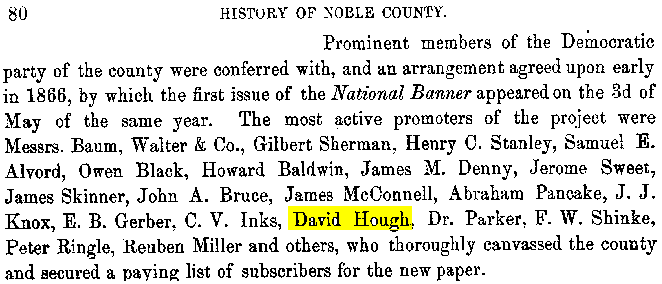 80 HISTORY OF NOBLE COUNTY.
Prominent members of the Democratic
party of the county were conferred with, and an arrangement agreed upon early
in 1866, by which the first issue of the National Banner appeared on the 3d of
May of the same year. The most active promoters of the project were
Messrs. Baum, Walter & Co., Gilbert Sherman, Henry C. Stanley, Samuel E.
Alvord, Owen Black, Howard Baldwin, James M. Denny, Jerome Sweet,
James Skinner, John A. Bruce, James McConnell, Abraham Pancake, J. J.
Knox, E. B. Gerber, C. V. Inks, David Hough, Dr. Parker, F. W. Shinke,
Peter Ringle, Reuben Miller and others, who thoroughly canvassed the county
and secured a paying list of subscribers for the new paper.